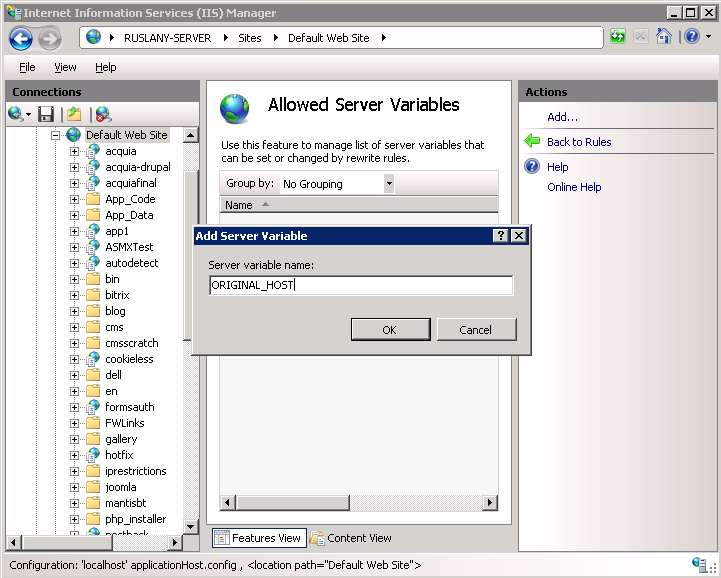 Internet Information Services (IIS) Manager
RUSLANY-SERVER Sites Default Web Site
File View Help
Connections
Default Web Site
acquia
acquia-drupal
acquiafinal
App_Code
App_Data
app1
ASMXTest
autodetect
bin
bitrix
blog
cms
cmsscratch
cookieless
dell
en
formsauth
FWLinks
gallery
hotfix
iprestrictions
joomla
mantisbt
php_installer
Allowed Server Variables
Use this feature to manage list of server variables that
can be set or changed by rewrite rules.
Group by: No Grouping
Name
Add Server Variable
Server variable name:
ORIGINAL_HOST
OK Cancel
Features View Content View
Actions
Add...
Back to Rules
Help
Online Help
Configuration: 'localhost' applicationHost.config , <location path="Default Web Site">